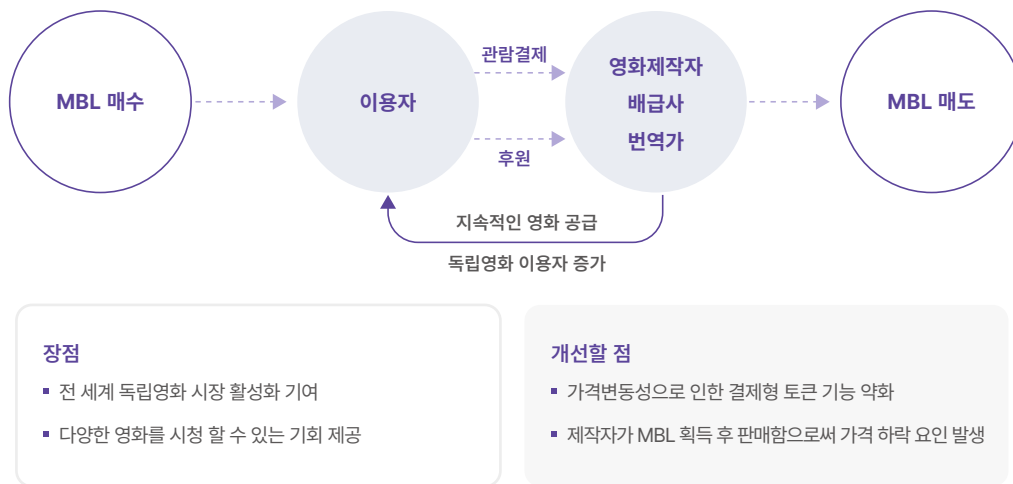 MBL 매수
이용자
관람결제
후원
영화제작자
배급사
번역가
MBL 매도
지속적인 영화 공급
독립영화 이용자 증가
장점
▪ 전 세계 독립영화 시장 활성화 기여
▪ 다양한 영화를 시청 할 수 있는 기회 제공
개선할 점
▪ 가격변동성으로 인한 결제형 토큰 기능 약화
▪ 제작자가 MBL 획득 후 판매함으로써 가격 하락 요인 발생